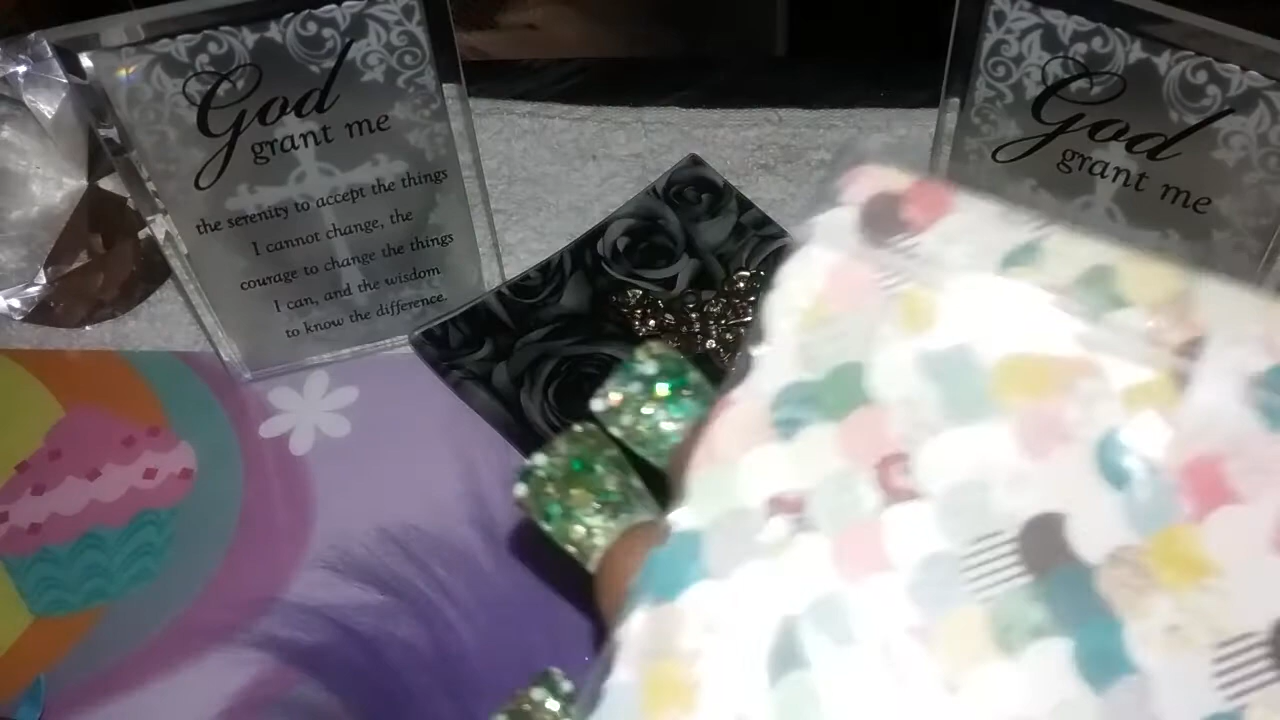 God
grant me
the serenity to accept the things
I cannot change, the
courage to change the things
I can, and the wisdom
to know the difference.
God
grant me